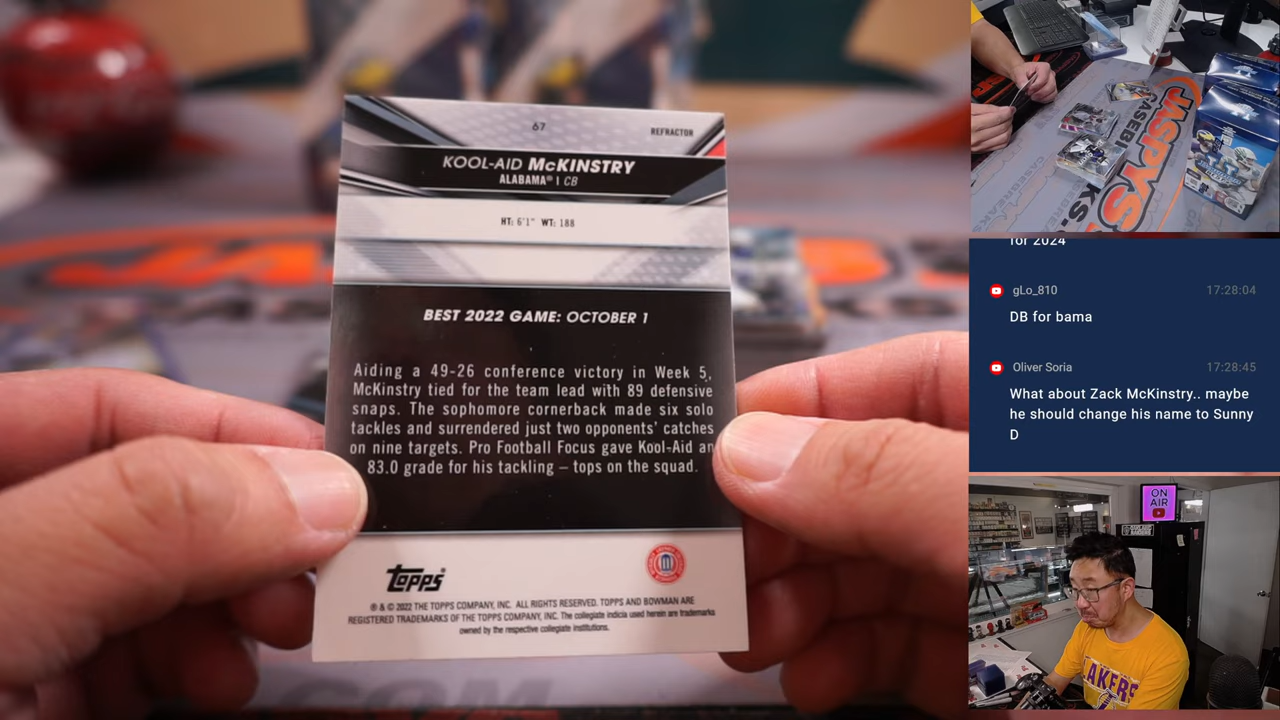 67
REFRACTOR
KOOL-AID McKINSTRY
ALABAMA® | CB
HT: 6'1" WT: 188
BEST 2022 GAME: OCTOBER 1
Aiding a 49-26 conference victory in Week 5,
McKinstry tied for the team lead with 89 defensive
snaps. The sophomore cornerback made six solo
tackles and surrendered just two opponents' catches
on nine targets. Pro Football Focus gave Kool-Aid an
83.0 grade for his tackling – tops on the squad.
topps®
® & © 2022 THE TOPPS COMPANY, INC. ALL RIGHTS RESERVED. TOPPS AND BOWMAN ARE
REGISTERED TRADEMARKS OF THE TOPPS COMPANY, INC. The collegiate indicia used herein are trademarks
owned by the respective collegiate institutions.
.COM
JASPYS
CASEB
KS.
for 2024
gLo_810 17:28:04
DB for bama
Oliver Soria 17:28:45
What about Zack McKinstry.. maybe
he should change his name to Sunny
D
ON
AIR
LAKERS